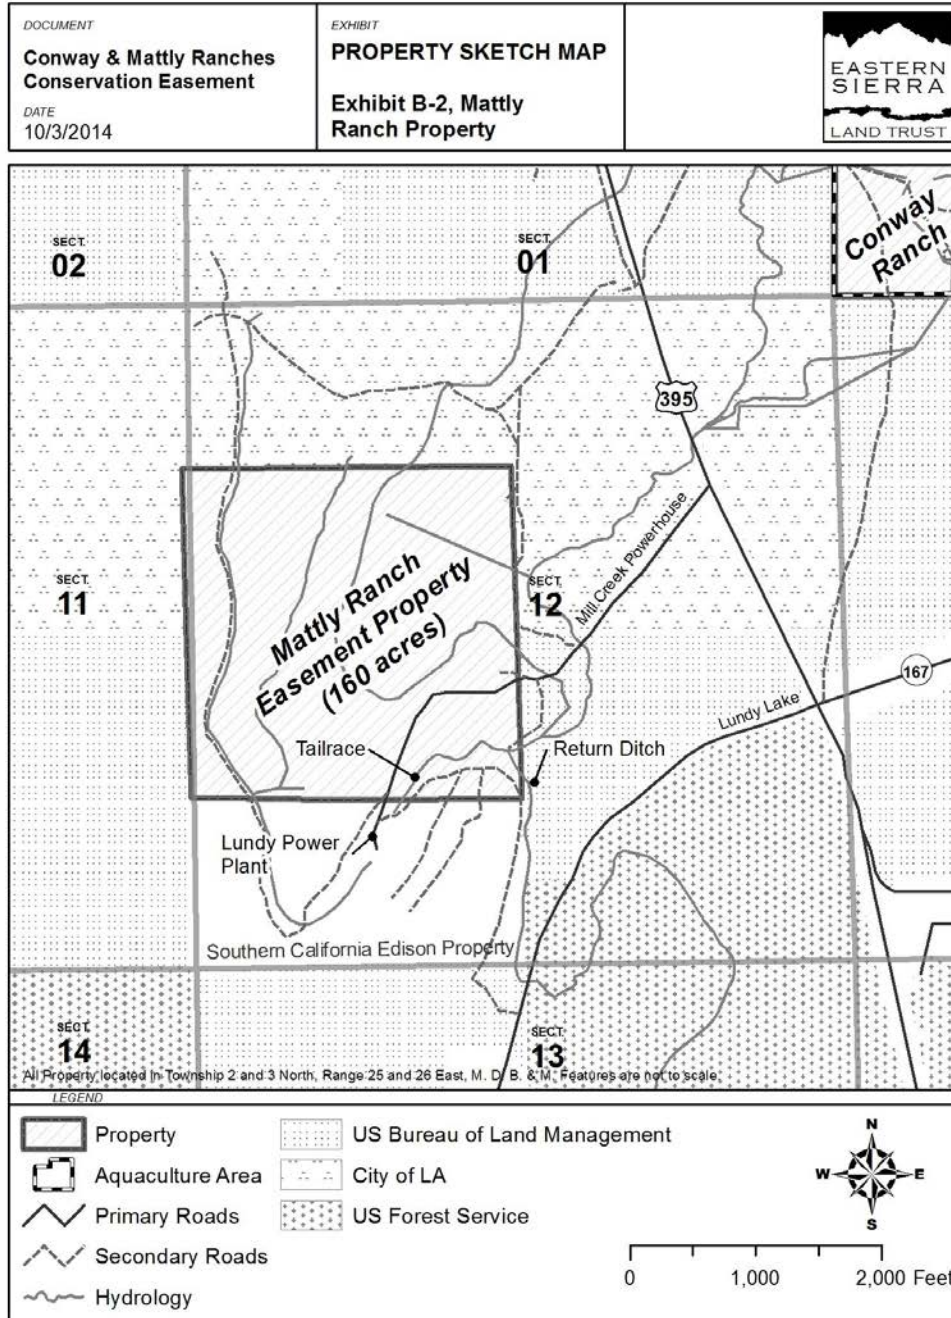 DOCUMENT
Conway & Mattly Ranches
Conservation Easement
DATE
10/3/2014
EXHIBIT
PROPERTY SKETCH MAP
Exhibit B-2, Mattly
Ranch Property
EASTERN
SIERRA
LAND TRUST
SECT.
02
SECT.
01
Conway
Ranch
395
SECT.
11
Mattly Ranch
Easement Property
(160 acres)
SECT.
12
Mill Creek Powerhouse
167
Lundy Lake
Tailrace
Return Ditch
Lundy Power
Plant
Southern California Edison Property
SECT.
14
SECT.
13
All Property located in Township 2 and 3 North, Range 25 and 26 East, M. D. B. & M. Features are not to scale.
LEGEND
Property
Aquaculture Area
Primary Roads
Secondary Roads
Hydrology
US Bureau of Land Management
City of LA
US Forest Service
N
W E
S
0 1,000 2,000 Feet